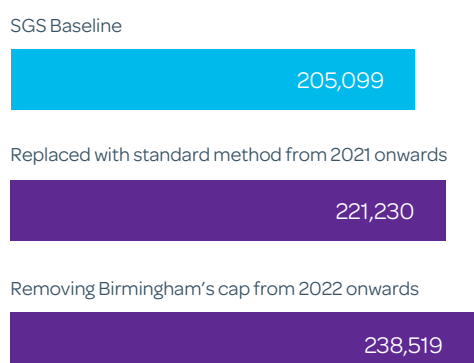 SGS Baseline
205,099
Replaced with standard method from 2021 onwards
221,230
Removing Birmingham’s cap from 2022 onwards
238,519